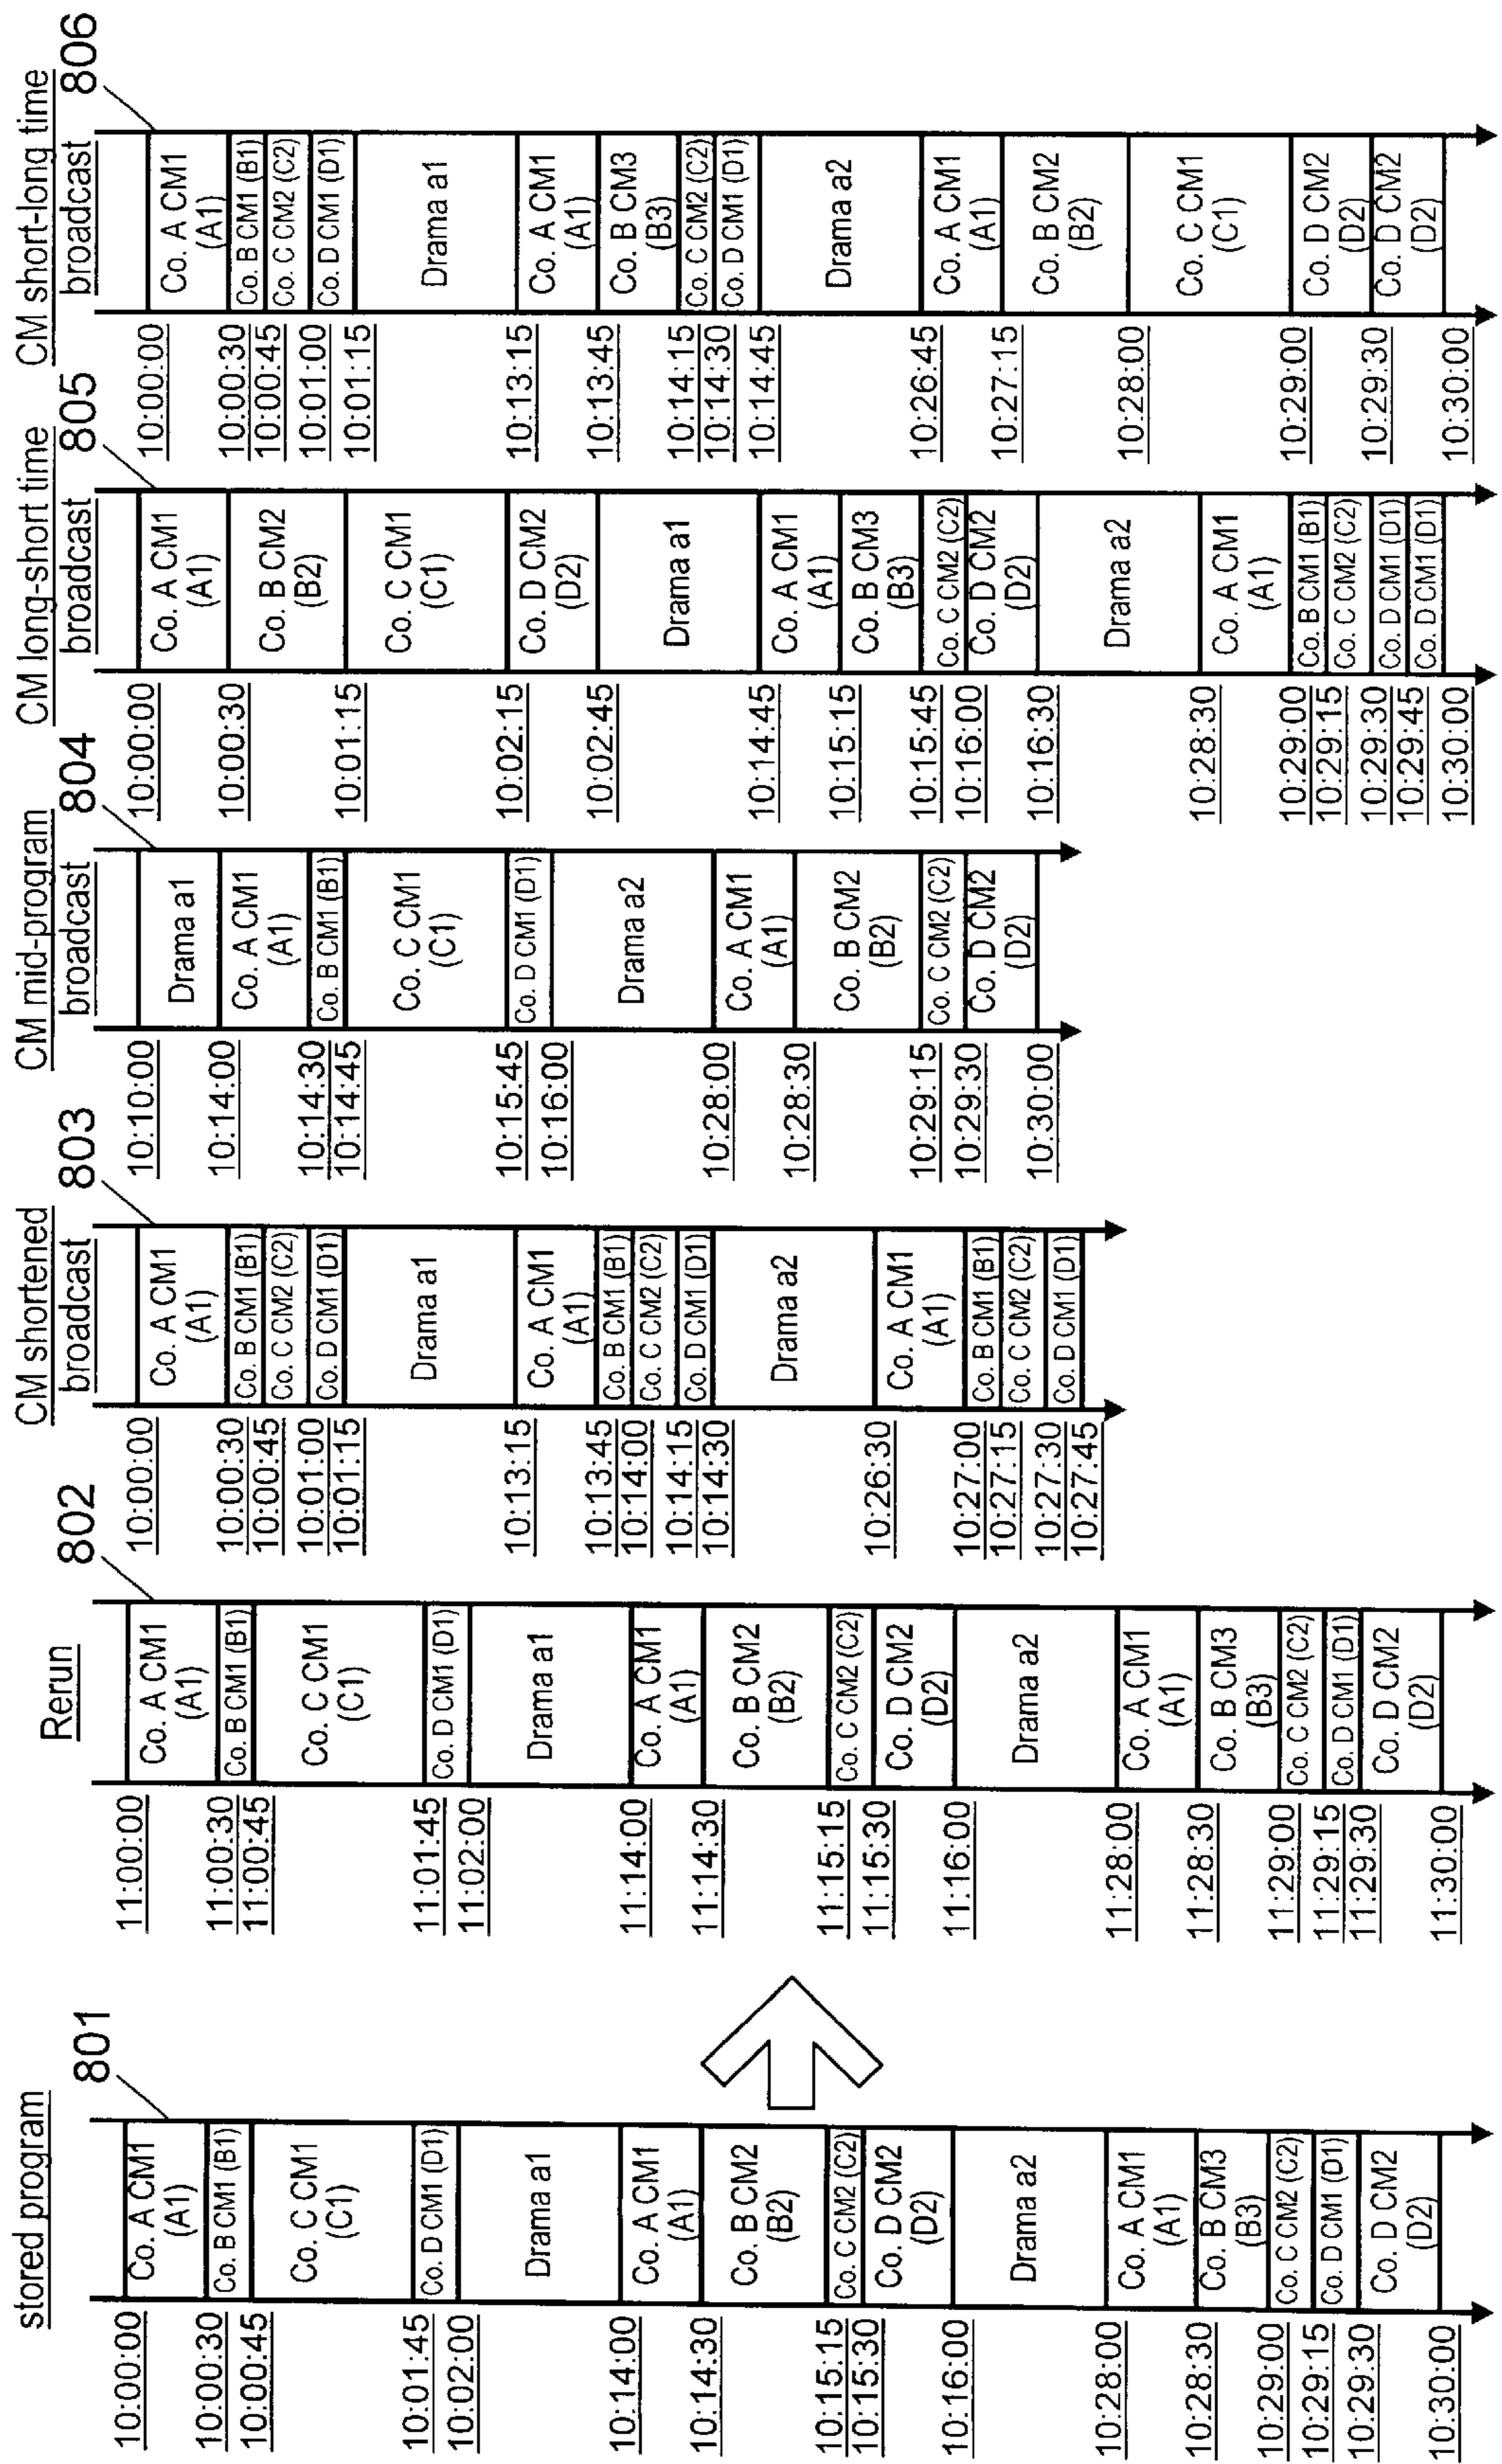 stored program
801
10:00:00
Co. A CM1
(A1)
10:00:30
Co. B CM1 (B1)
10:00:45
Co. C CM1
(C1)
10:01:45
Co. D CM1 (D1)
10:02:00
Drama a1
10:14:00
Co. A CM1
(A1)
10:14:30
Co. B CM2
(B2)
10:15:15
Co. C CM2 (C2)
10:15:30
Co. D CM2
(D2)
10:16:00
Drama a2
10:28:00
Co. A CM1
(A1)
10:28:30
Co. B CM3
(B3)
10:29:00
Co. C CM2 (C2)
10:29:15
Co. D CM1 (D1)
10:29:30
Co. D CM2
(D2)
10:30:00
Rerun
802
11:00:00
Co. A CM1
(A1)
11:00:30
Co. B CM1 (B1)
11:00:45
Co. C CM1
(C1)
11:01:45
Co. D CM1 (D1)
11:02:00
Drama a1
11:14:00
Co. A CM1
(A1)
11:14:30
Co. B CM2
(B2)
11:15:15
Co. C CM2 (C2)
11:15:30
Co. D CM2
(D2)
11:16:00
Drama a2
11:28:00
Co. A CM1
(A1)
11:28:30
Co. B CM3
(B3)
11:29:00
Co. C CM2 (C2)
11:29:15
Co. D CM1 (D1)
11:29:30
Co. D CM2
(D2)
11:30:00
CM shortened
broadcast
803
10:00:00
Co. A CM1
(A1)
10:00:30
Co. B CM1 (B1)
10:00:45
Co. C CM2 (C2)
10:01:00
Co. D CM1 (D1)
10:01:15
Drama a1
10:13:15
Co. A CM1
(A1)
10:13:45
Co. B CM1 (B1)
10:14:00
Co. C CM2 (C2)
10:14:15
Co. D CM1 (D1)
10:14:30
Drama a2
10:26:30
Co. A CM1
(A1)
10:27:00
Co. B CM1 (B1)
10:27:15
Co. C CM2 (C2)
10:27:30
Co. D CM1 (D1)
10:27:45
CM mid-program
broadcast
804
10:10:00
Drama a1
10:14:00
Co. A CM1
(A1)
10:14:30
Co. B CM1 (B1)
10:14:45
Co. C CM1
(C1)
10:15:45
Co. D CM1 (D1)
10:16:00
Drama a2
10:28:00
Co. A CM1
(A1)
10:28:30
Co. B CM2
(B2)
10:29:15
Co. C CM2 (C2)
10:29:30
Co. D CM2
(D2)
10:30:00
CM long-short time
broadcast
805
10:00:00
Co. A CM1
(A1)
10:00:30
Co. B CM2
(B2)
10:01:15
Co. C CM1
(C1)
10:02:15
Co. D CM2
(D2)
10:02:45
Drama a1
10:14:45
Co. A CM1
(A1)
10:15:15
Co. B CM3
(B3)
10:15:45
Co. C CM2 (C2)
10:16:00
Co. D CM2
(D2)
10:16:30
Drama a2
10:28:30
Co. A CM1
(A1)
10:29:00
Co. B CM1 (B1)
10:29:15
Co. C CM2 (C2)
10:29:30
Co. D CM1 (D1)
10:29:45
Co. D CM1 (D1)
10:30:00
CM short-long time
broadcast
806
10:00:00
Co. A CM1
(A1)
10:00:30
Co. B CM1 (B1)
10:00:45
Co. C CM2 (C2)
10:01:00
Co. D CM1 (D1)
10:01:15
Drama a1
10:13:15
Co. A CM1
(A1)
10:13:45
Co. B CM3
(B3)
10:14:15
Co. C CM2 (C2)
10:14:30
Co. D CM1 (D1)
10:14:45
Drama a2
10:26:45
Co. A CM1
(A1)
10:27:15
Co. B CM2
(B2)
10:28:00
Co. C CM1
(C1)
10:29:00
Co. D CM2
(D2)
10:29:30
Co. D CM2
(D2)
10:30:00